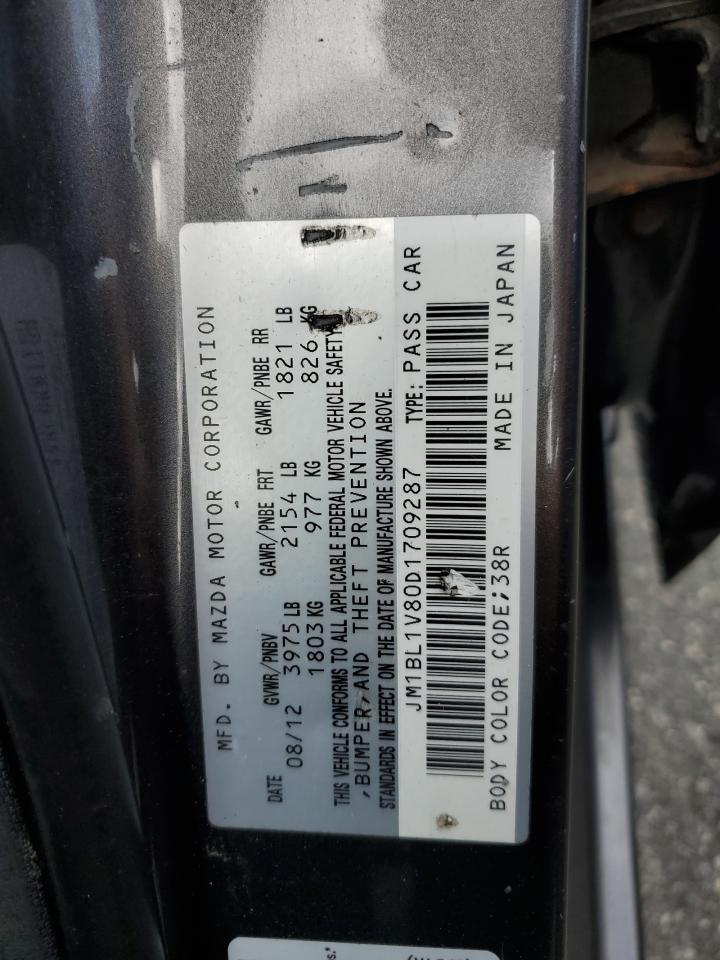 MFD. BY MAZDA MOTOR CORPORATION
DATE GVWR/PNBV GAWR/PNBE FRT GAWR/PNBE RR
08/12 3975 LB 2154 LB 1821 LB
1803 KG 977 KG 826 KG
THIS VEHICLE CONFORMS TO ALL APPLICABLE FEDERAL MOTOR VEHICLE SAFETY
, BUMPER, AND THEFT PREVENTION
STANDARDS IN EFFECT ON THE DATE OF MANUFACTURE SHOWN ABOVE.
JM1BL1V80D1709287 TYPE: PASS CAR
BODY COLOR CODE;38R MADE IN JAPAN